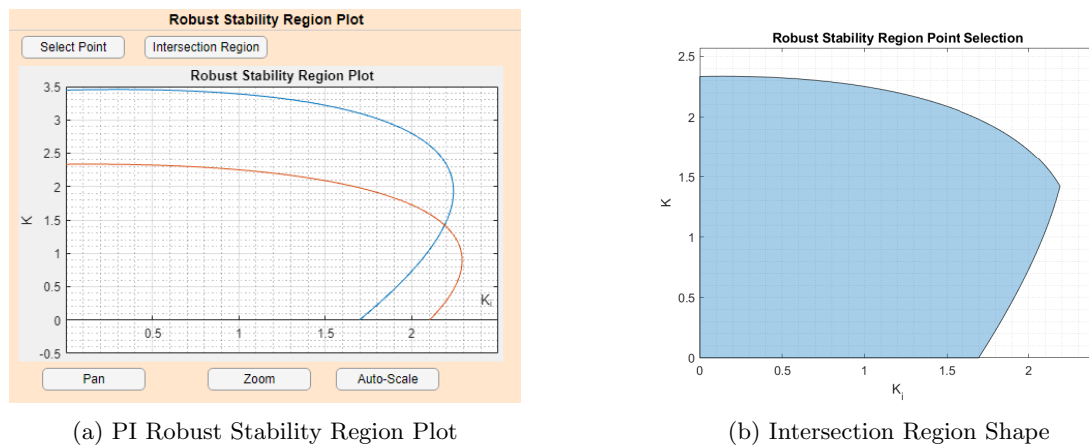 Robust Stability Region Plot
Select Point
Intersection Region
Robust Stability Region Plot
3.5
3
2.5
2
1.5
1
0.5
0
-0.5
K
0.5
1
1.5
2
K_i
Pan
Zoom
Auto-Scale
(a) PI Robust Stability Region Plot
Robust Stability Region Point Selection
2.5
2
1.5
1
0.5
0
K
0
0.5
1
1.5
2
K_i
(b) Intersection Region Shape